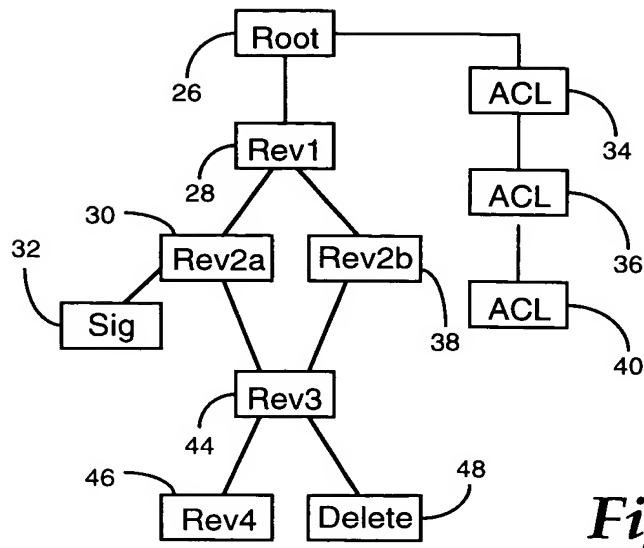 Root
26
ACL
34
Rev1
28
ACL
36
30
Rev2a
Rev2b
38
32
Sig
ACL
40
Rev3
44
46
Rev4
Delete
48